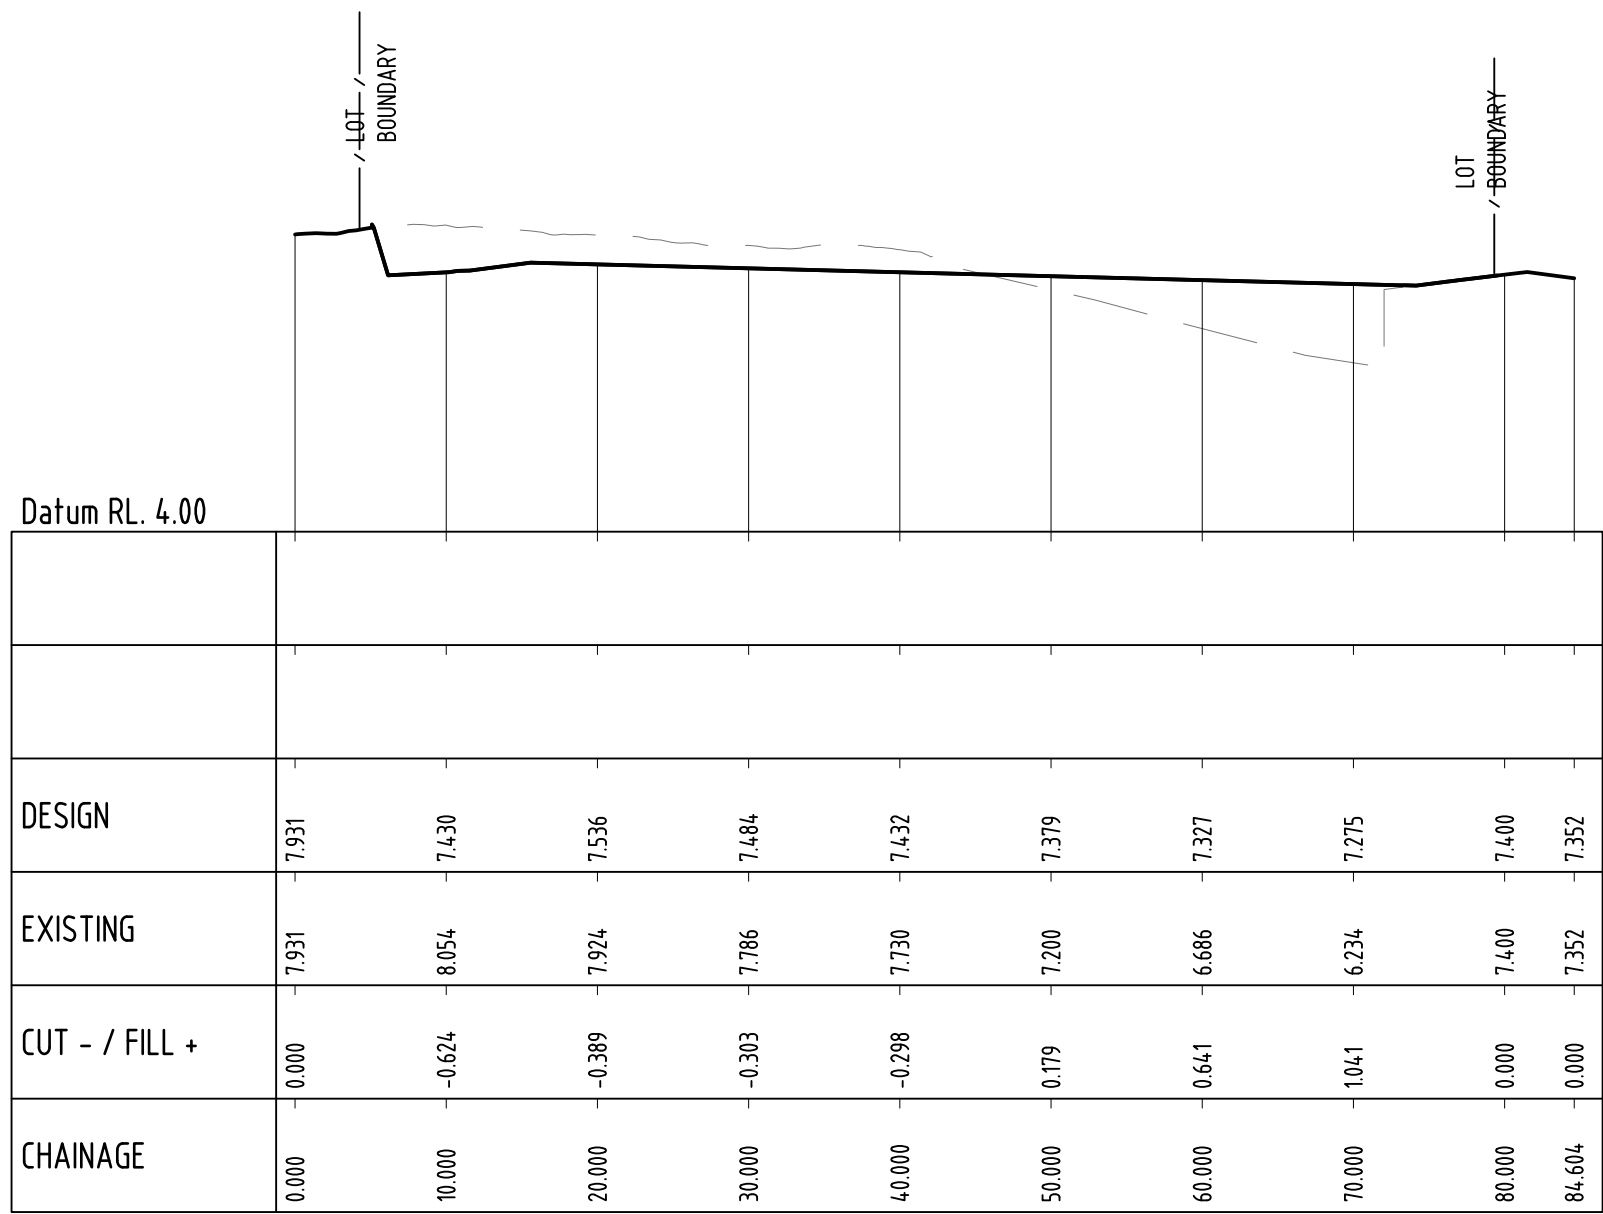 LOT
BOUNDARY
LOT
BOUNDARY
Datum RL. 4.00
DESIGN 7.931 7.430 7.536 7.484 7.432 7.379 7.327 7.275 7.400 7.352
EXISTING 7.931 8.054 7.924 7.786 7.730 7.200 6.686 6.234 7.400 7.352
CUT - / FILL + 0.000 -0.624 -0.389 -0.303 -0.298 0.179 0.641 1.041 0.000 0.000
CHAINAGE 0.000 10.000 20.000 30.000 40.000 50.000 60.000 70.000 80.000 84.604